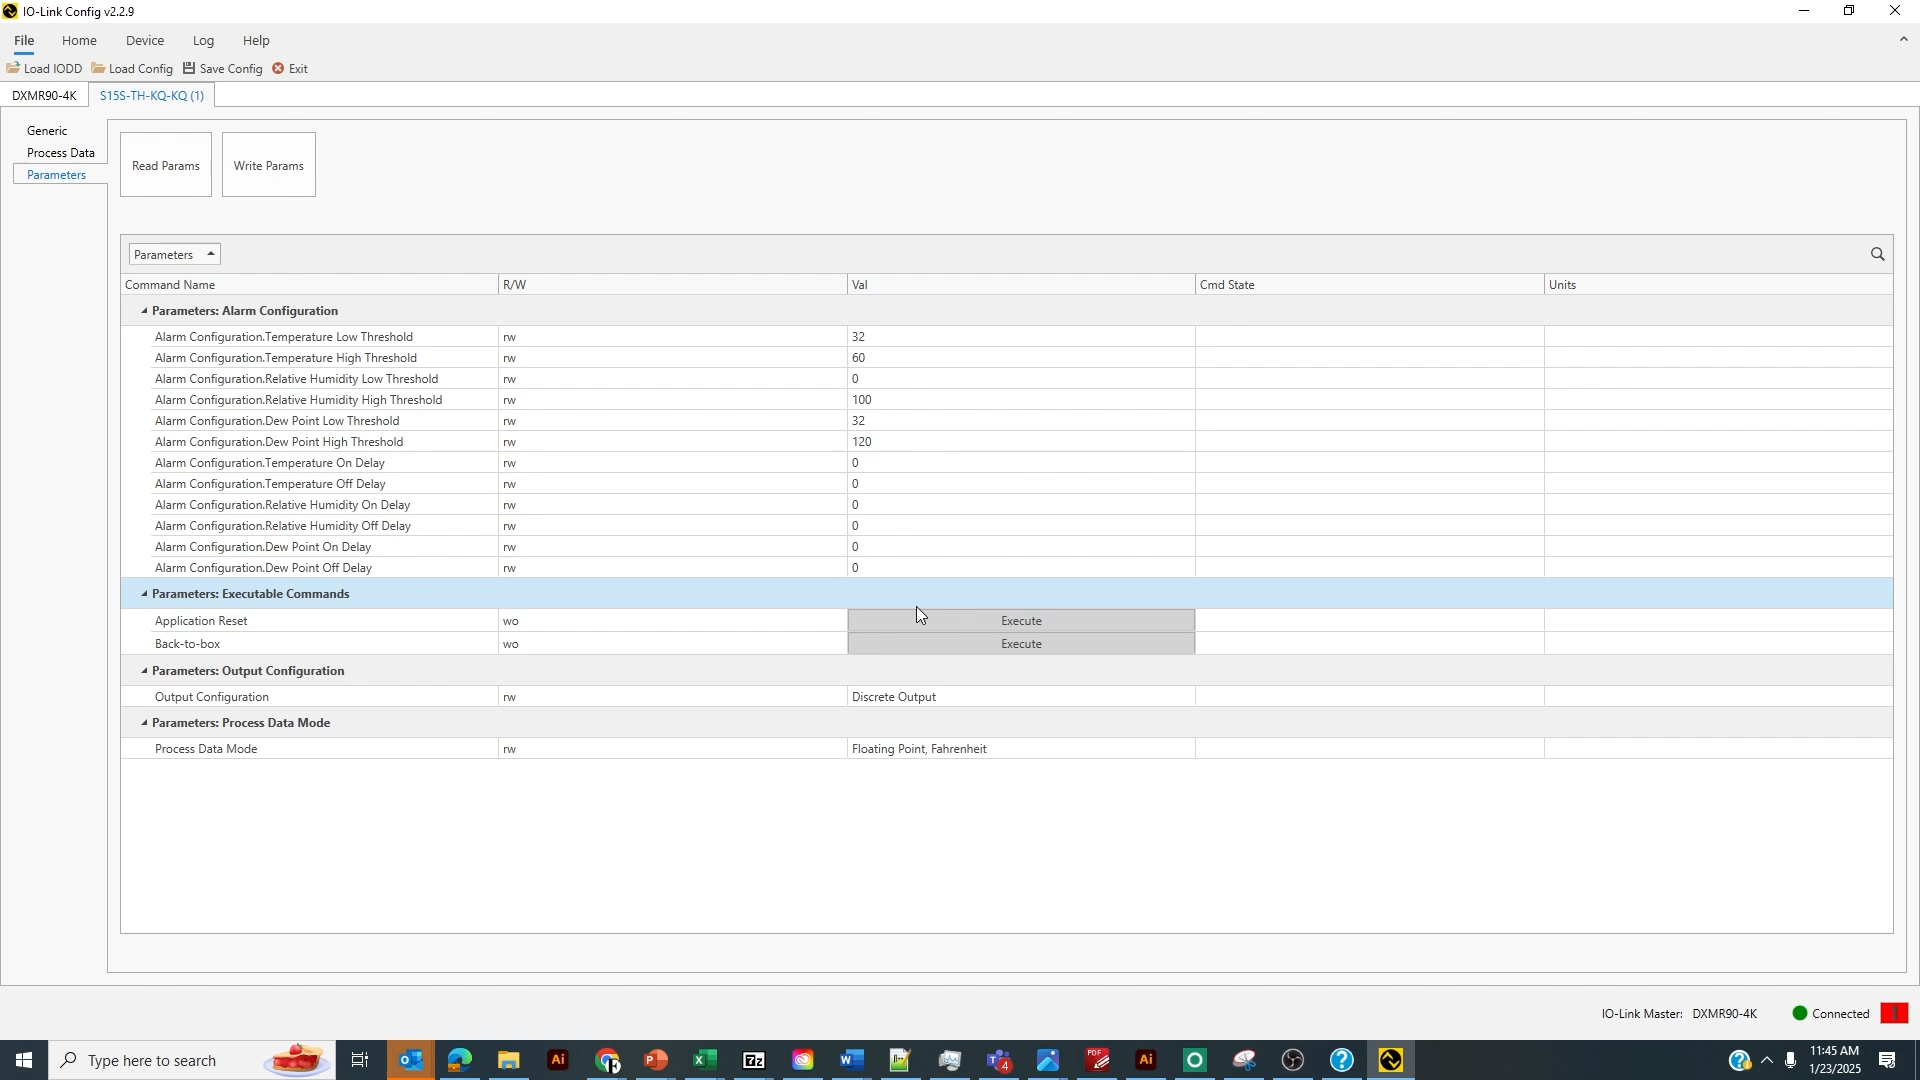 IO-Link Config v2.2.9
File Home Device Log Help
Load IODD Load Config Save Config Exit
DXMR90-4K S15S-TH-KQ-KQ (1)
Generic
Process Data
Parameters
Read Params Write Params
Parameters
Command Name R/W Val Cmd State Units
Parameters: Alarm Configuration
Alarm Configuration.Temperature Low Threshold rw 32
Alarm Configuration.Temperature High Threshold rw 60
Alarm Configuration.Relative Humidity Low Threshold rw 0
Alarm Configuration.Relative Humidity High Threshold rw 100
Alarm Configuration.Dew Point Low Threshold rw 32
Alarm Configuration.Dew Point High Threshold rw 120
Alarm Configuration.Temperature On Delay rw 0
Alarm Configuration.Temperature Off Delay rw 0
Alarm Configuration.Relative Humidity On Delay rw 0
Alarm Configuration.Relative Humidity Off Delay rw 0
Alarm Configuration.Dew Point On Delay rw 0
Alarm Configuration.Dew Point Off Delay rw 0
Parameters: Executable Commands
Application Reset wo Execute
Back-to-box wo Execute
Parameters: Output Configuration
Output Configuration rw Discrete Output
Parameters: Process Data Mode
Process Data Mode rw Floating Point, Fahrenheit
IO-Link Master: DXMR90-4K Connected
Type here to search
11:45 AM
1/23/2025